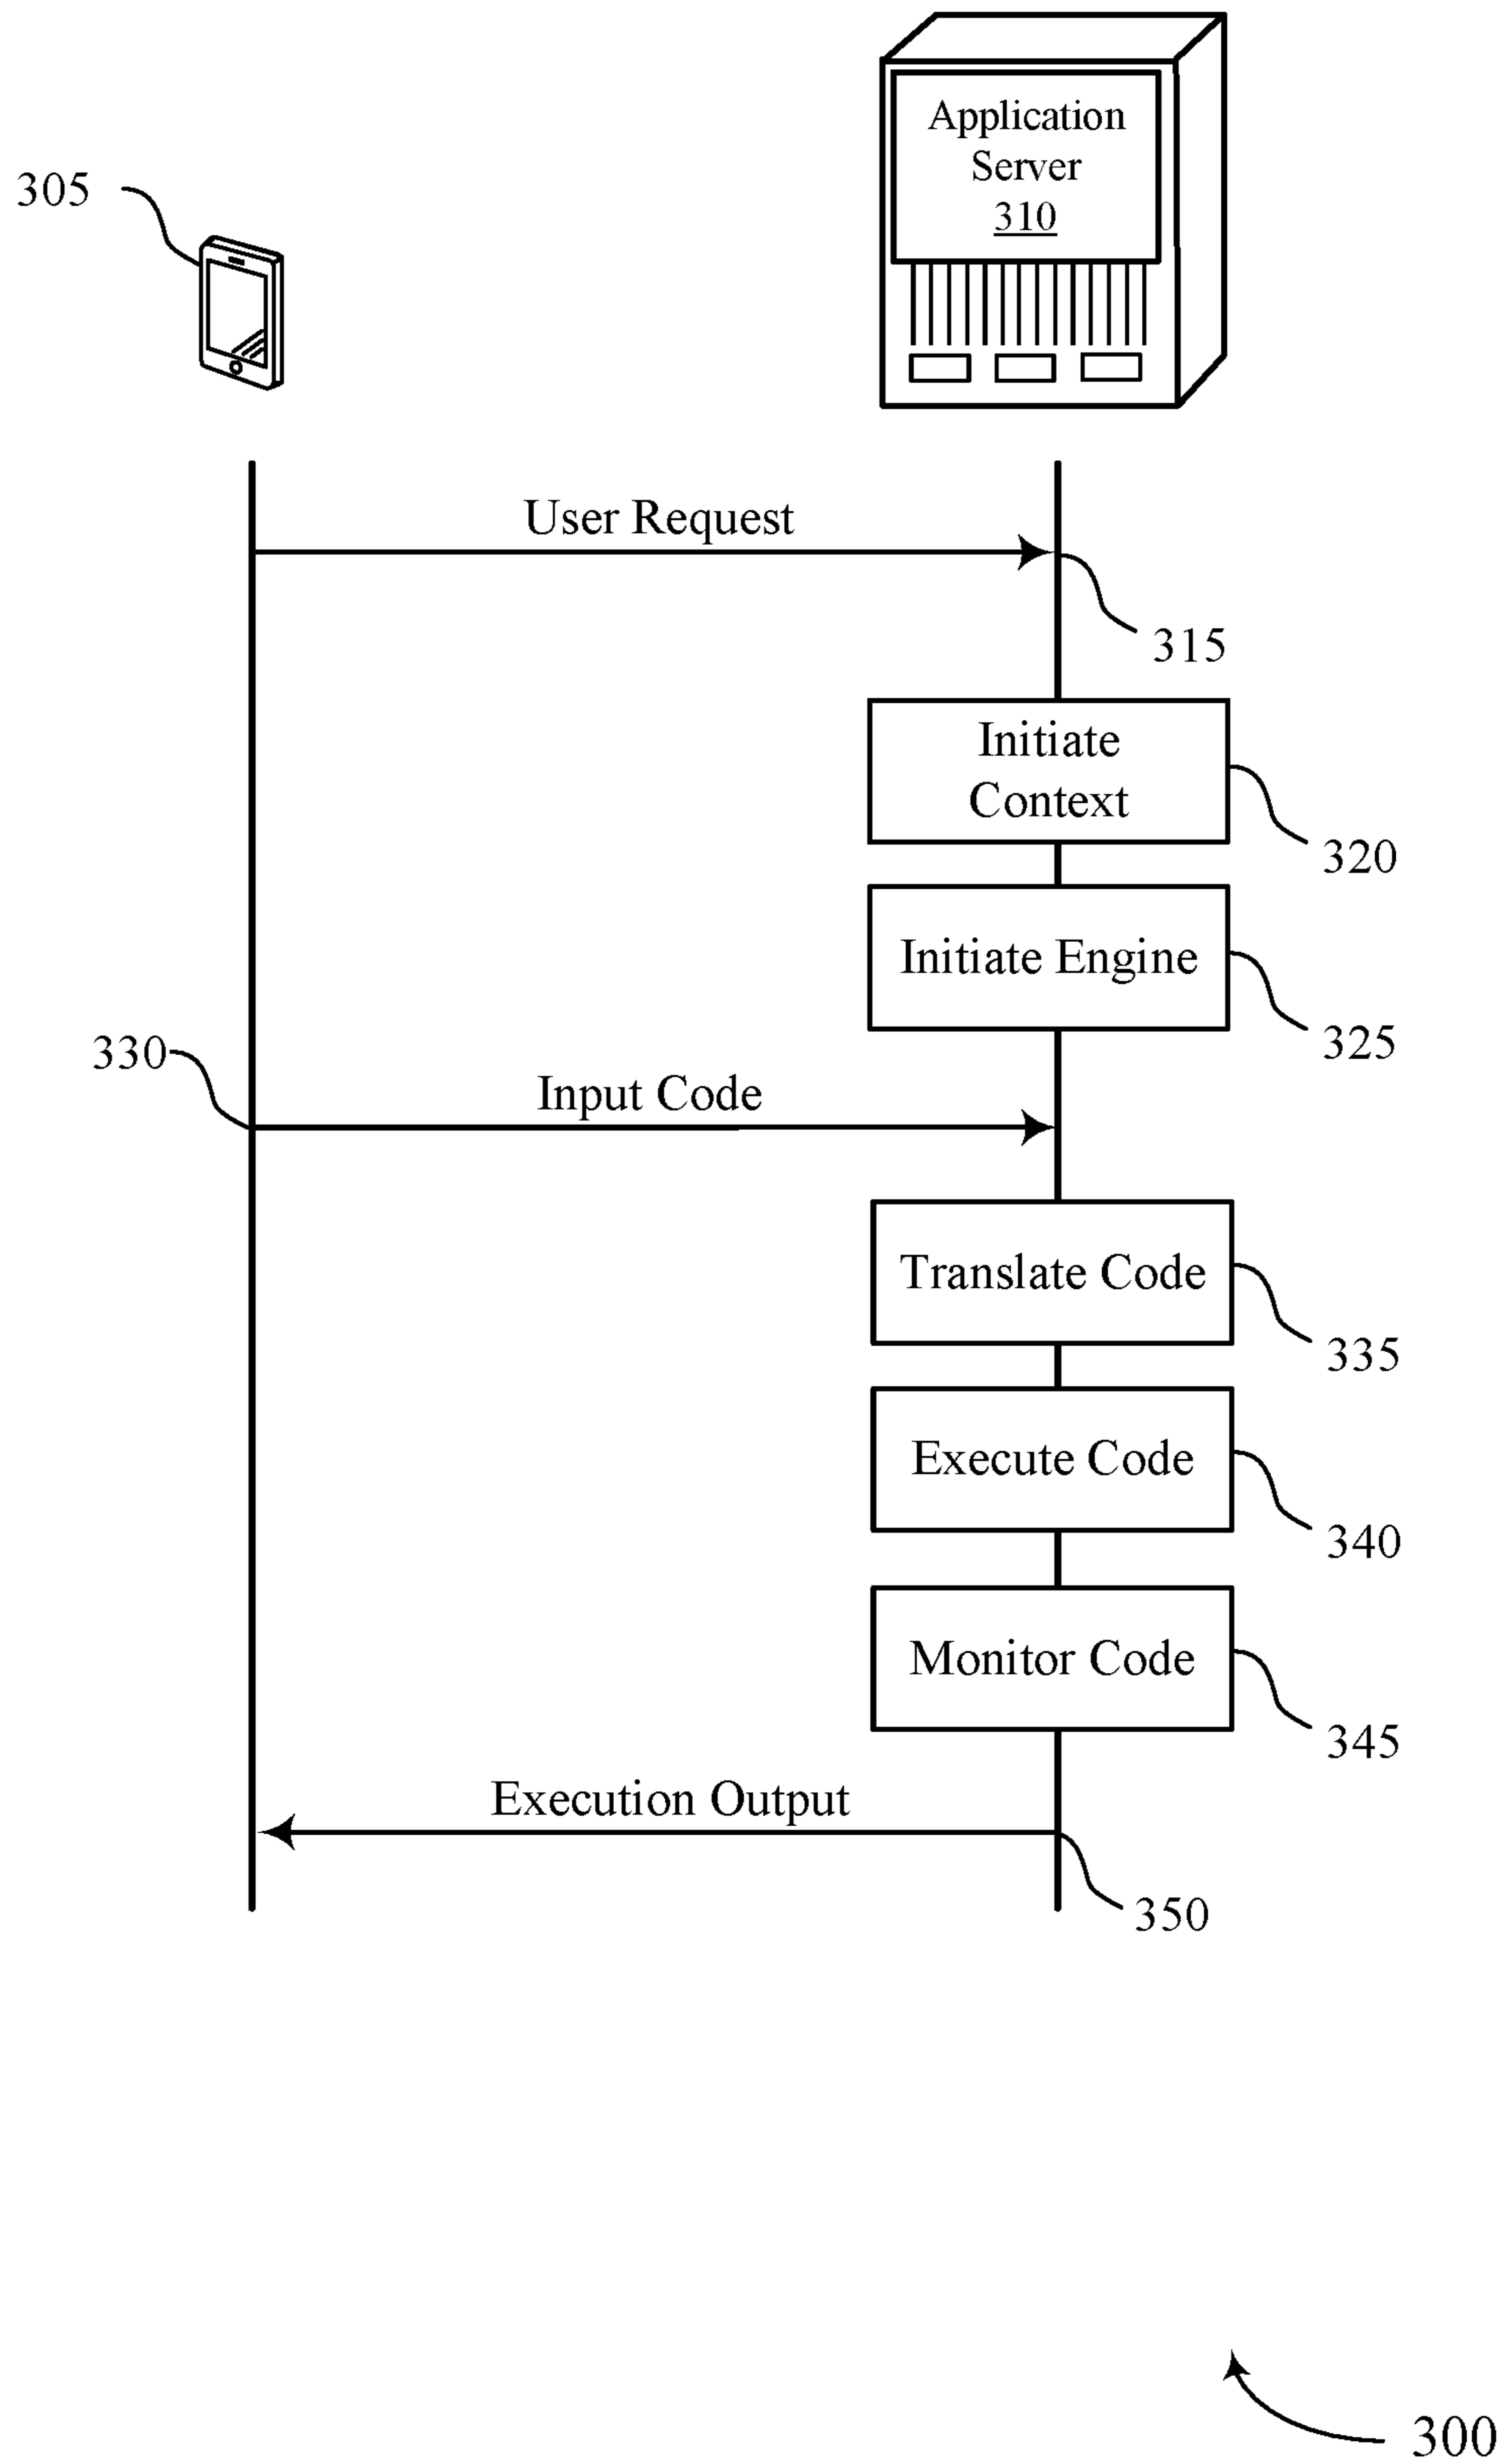 Application
Server
310
305
User Request
315
Initiate
Context
320
Initiate Engine
325
330
Input Code
Translate Code
335
Execute Code
340
Monitor Code
345
Execution Output
350
300